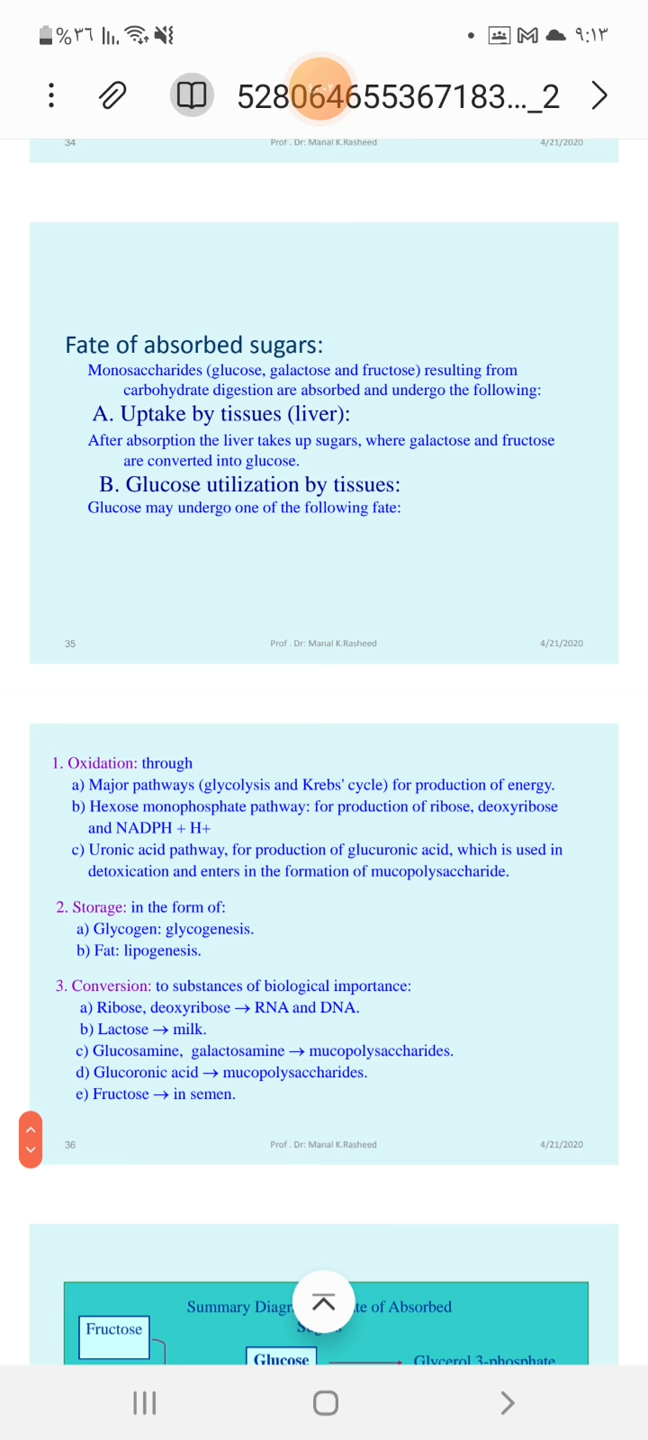 %٣٦
٩:١٣
528064655367183..._2
34 Prof . Dr: Manal K.Rasheed 4/21/2020
Fate of absorbed sugars:
Monosaccharides (glucose, galactose and fructose) resulting from
carbohydrate digestion are absorbed and undergo the following:
A. Uptake by tissues (liver):
After absorption the liver takes up sugars, where galactose and fructose
are converted into glucose.
B. Glucose utilization by tissues:
Glucose may undergo one of the following fate:
35 Prof . Dr: Manal K.Rasheed 4/21/2020
1. Oxidation: through
a) Major pathways (glycolysis and Krebs' cycle) for production of energy.
b) Hexose monophosphate pathway: for production of ribose, deoxyribose
and NADPH + H+
c) Uronic acid pathway, for production of glucuronic acid, which is used in
detoxication and enters in the formation of mucopolysaccharide.
2. Storage: in the form of:
a) Glycogen: glycogenesis.
b) Fat: lipogenesis.
3. Conversion: to substances of biological importance:
a) Ribose, deoxyribose → RNA and DNA.
b) Lactose → milk.
c) Glucosamine, galactosamine → mucopolysaccharides.
d) Glucoronic acid → mucopolysaccharides.
e) Fructose → in semen.
36 Prof . Dr: Manal K.Rasheed 4/21/2020
Summary Diagr te of Absorbed
Fructose
Glucose → Glycerol 3-phosphate